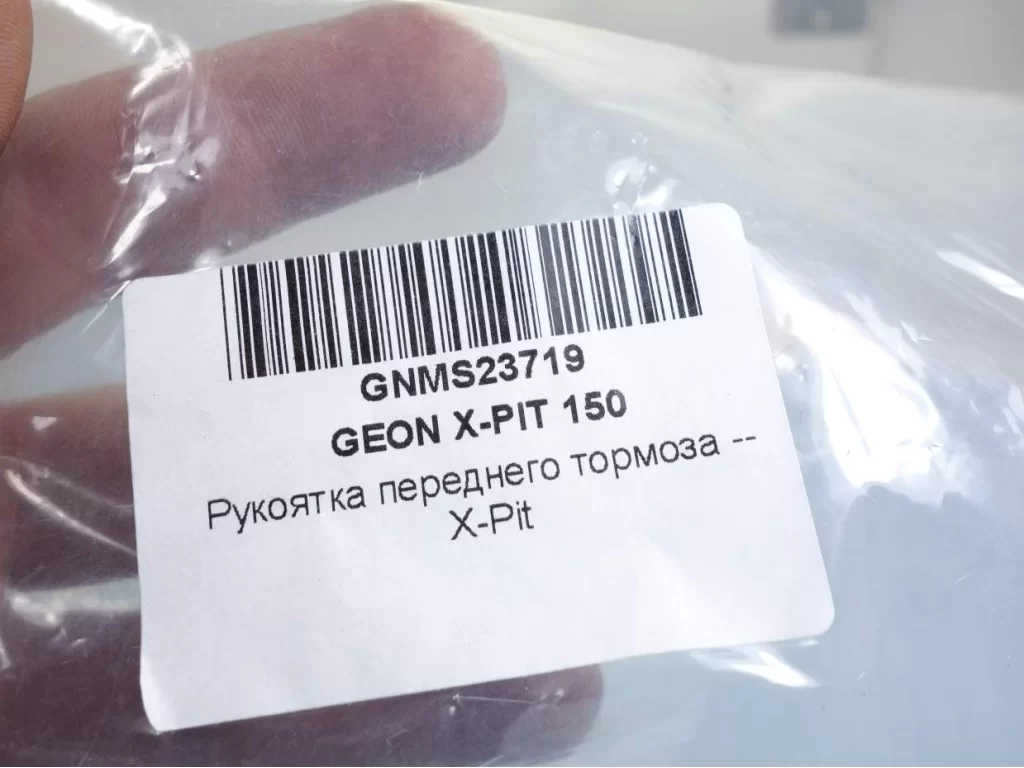 GNMS23719
GEON X-PIT 150
Рукоятка переднего тормоза --
X-Pit